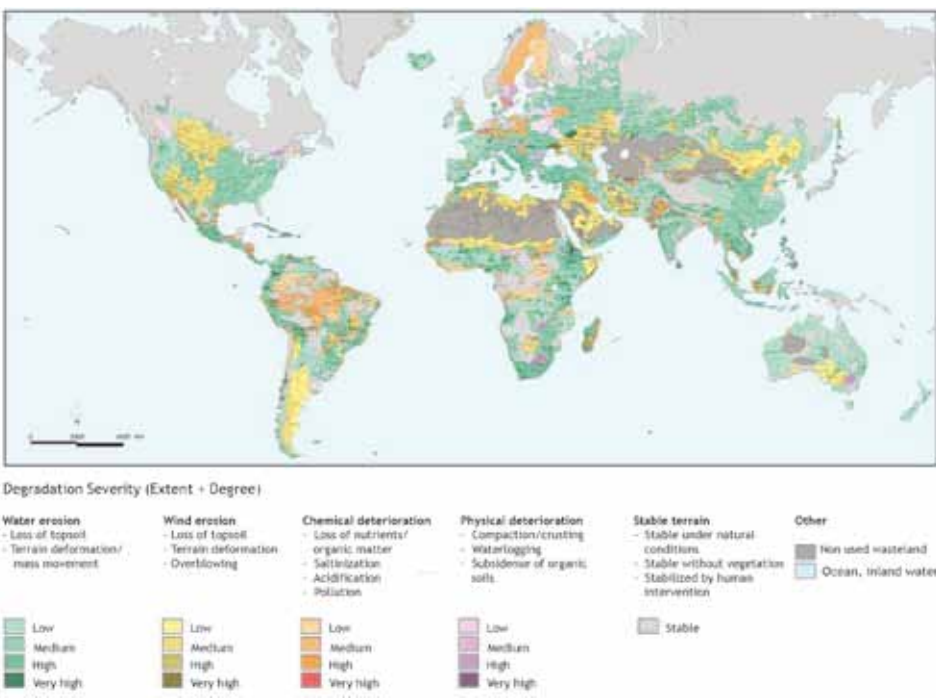 Degradation Severity (Extent + Degree)
Water erosion
- Loss of topsoil
- Terrain deformation/
mass movement
Low
Medium
High
Very high
Wind erosion
- Loss of topsoil
- Terrain deformation
- Overblowing
Low
Medium
High
Very high
Chemical deterioration
- Loss of nutrients/
organic matter
- Salinization
- Acidification
- Pollution
Low
Medium
High
Very high
Physical deterioration
- Compaction/crusting
- Waterlogging
- Subsidence of organic
soils
Low
Medium
High
Very high
Stable terrain
- Stable under natural
conditions
- Stable without vegetation
- Stabilized by human
intervention
Stable
Other
Non used wasteland
Ocean, inland water